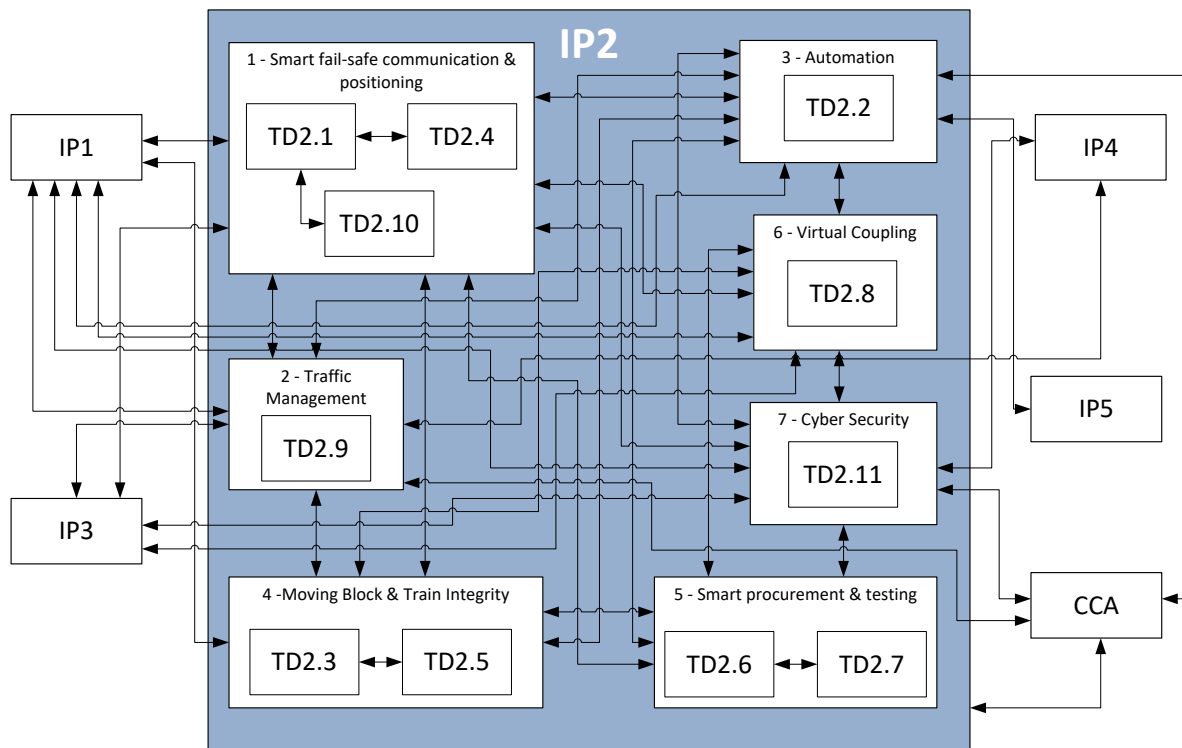 IP2
1 - Smart fail-safe communication &
positioning
TD2.1
TD2.4
TD2.10
3 - Automation
TD2.2
IP1
IP4
6 - Virtual Coupling
TD2.8
2 - Traffic
Management
TD2.9
IP5
7 - Cyber Security
TD2.11
IP3
4 -Moving Block & Train Integrity
TD2.3
TD2.5
5 - Smart procurement & testing
TD2.6
TD2.7
CCA